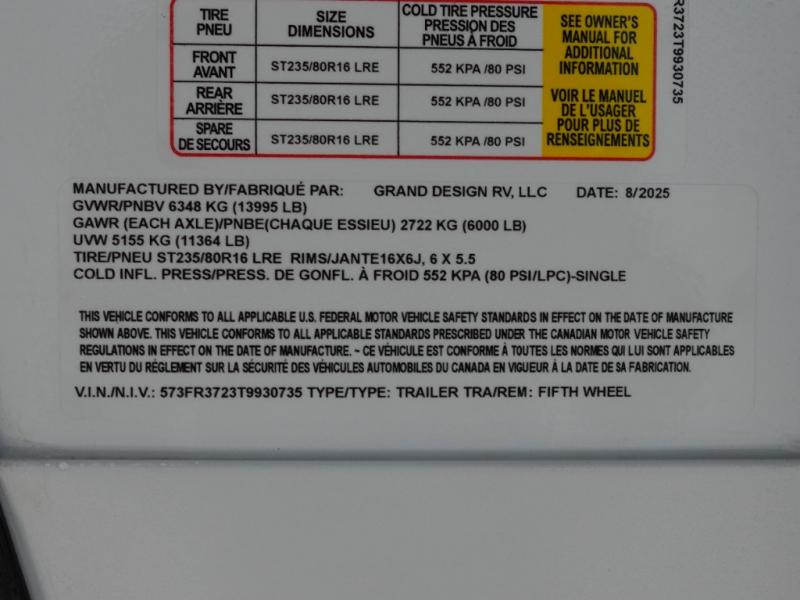 TIRE PNEU SIZE DIMENSIONS COLD TIRE PRESSURE PRESSION DES PNEUS À FROID
FRONT AVANT ST235/80R16 LRE 552 KPA /80 PSI
REAR ARRIÈRE ST235/80R16 LRE 552 KPA /80 PSI
SPARE DE SECOURS ST235/80R16 LRE 552 KPA /80 PSI
SEE OWNER'S
MANUAL FOR
ADDITIONAL
INFORMATION
VOIR LE MANUEL
DE L'USAGER
POUR PLUS DE
RENSEIGNEMENTS
R3723T9930735
MANUFACTURED BY/FABRIQUÉ PAR: GRAND DESIGN RV, LLC DATE: 8/2025
GVWR/PNBV 6348 KG (13995 LB)
GAWR (EACH AXLE)/PNBE(CHAQUE ESSIEU) 2722 KG (6000 LB)
UVW 5155 KG (11364 LB)
TIRE/PNEU ST235/80R16 LRE RIMS/JANTE16X6J, 6 X 5.5
COLD INFL. PRESS/PRESS. DE GONFL. À FROID 552 KPA (80 PSI/LPC)-SINGLE
THIS VEHICLE CONFORMS TO ALL APPLICABLE U.S. FEDERAL MOTOR VEHICLE SAFETY STANDARDS IN EFFECT ON THE DATE OF MANUFACTURE
SHOWN ABOVE. THIS VEHICLE CONFORMS TO ALL APPLICABLE STANDARDS PRESCRIBED UNDER THE CANADIAN MOTOR VEHICLE SAFETY
REGULATIONS IN EFFECT ON THE DATE OF MANUFACTURE. ~ CE VÉHICULE EST CONFORME À TOUTES LES NORMES QUI LUI SONT APPLICABLES
EN VERTU DU RÉGLEMENT SUR LA SÉCURITÉ DES VÉHICULES AUTOMOBILES DU CANADA EN VIGUEUR À LA DATE DE SA FABRICATION.
V.I.N./N.I.V.: 573FR3723T9930735 TYPE/TYPE: TRAILER TRA/REM: FIFTH WHEEL